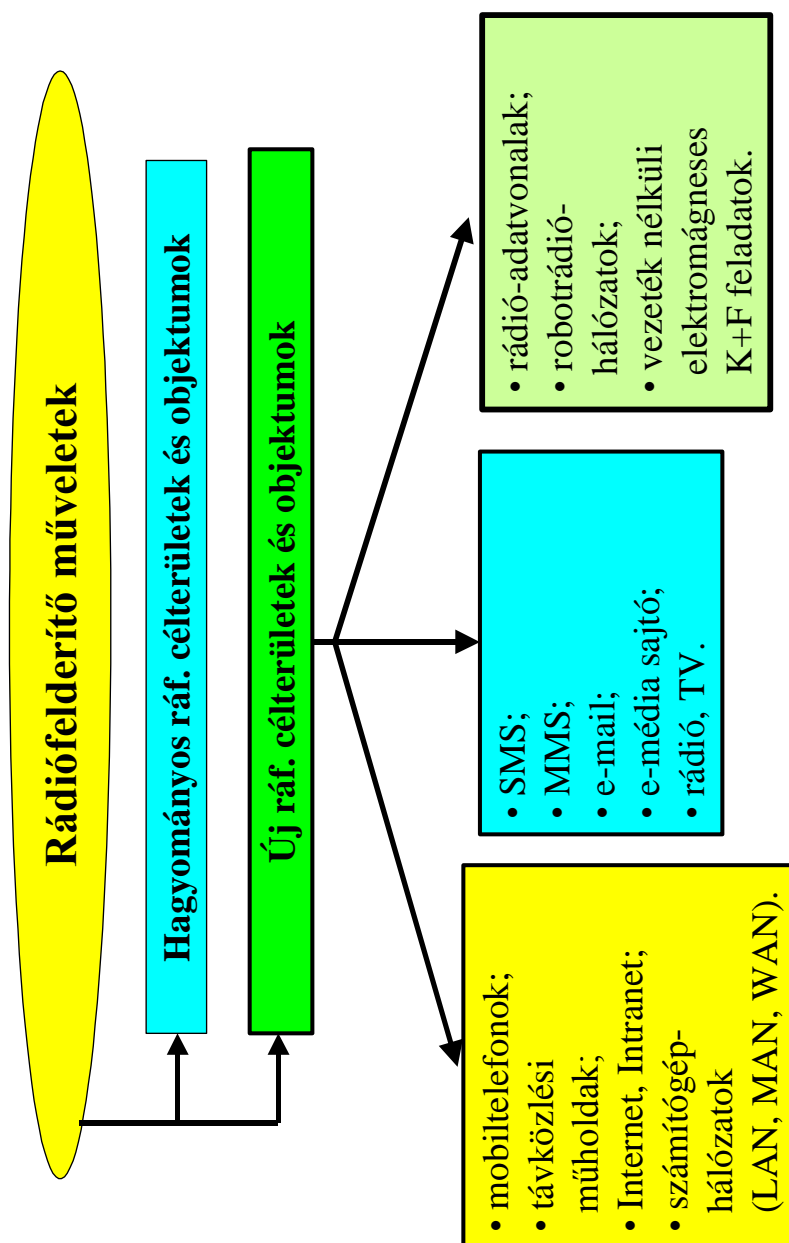 Rádiófelderítő műveletek
Hagyományos ráf. célterületek és objektumok
Új ráf. célterületek és objektumok
• mobiltelefonok;
• távközlési
műholdak;
• Internet, Intranet;
• számítógép-
hálózatok
(LAN, MAN, WAN).
• SMS;
• MMS;
• e-mail;
• e-média sajtó;
• rádió, TV.
• rádió-adatvonalak;
• robotrádió-
hálózatok;
• vezeték nélküli
elektromágneses
K+F feladatok.